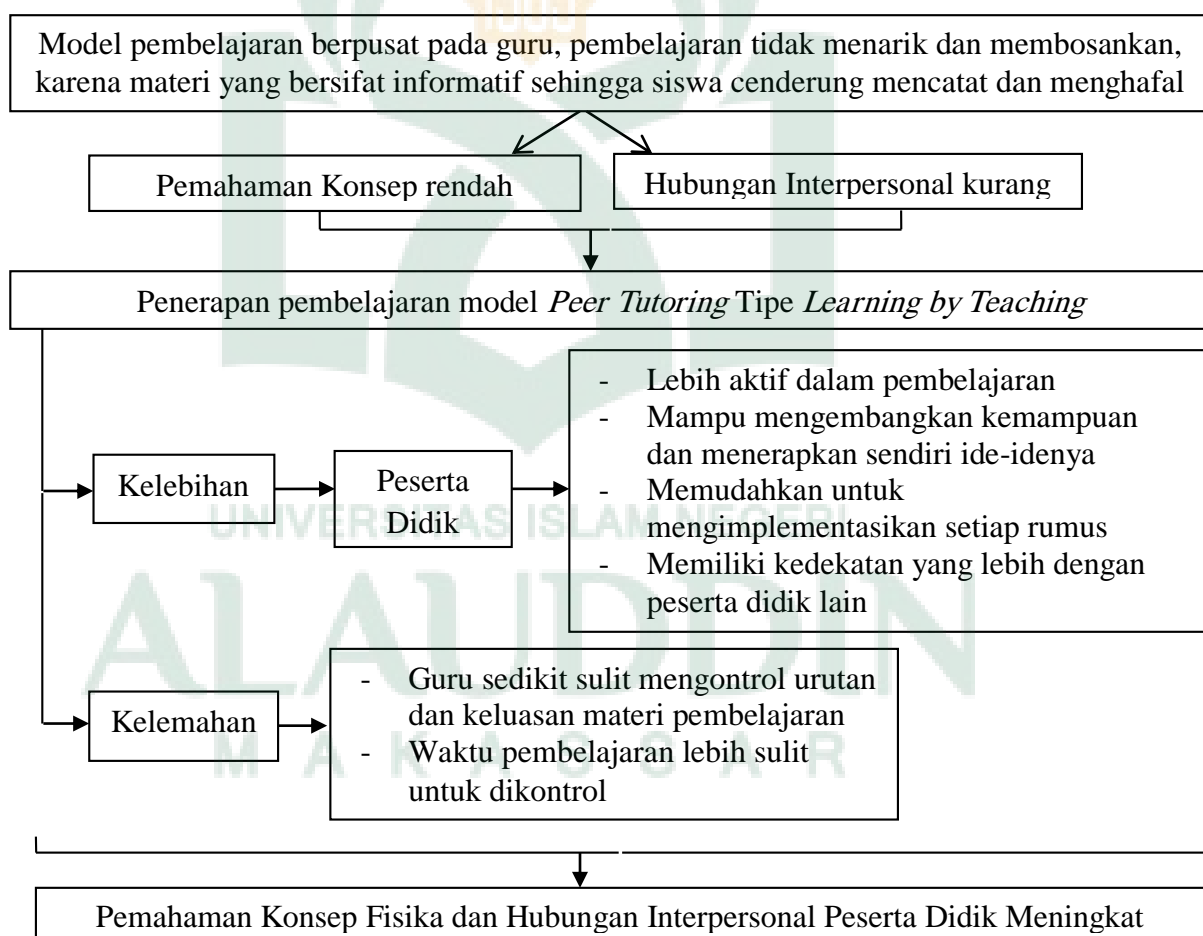 Model pembelajaran berpusat pada guru, pembelajaran tidak menarik dan membosankan,
karena materi yang bersifat informatif sehingga siswa cenderung mencatat dan menghafal
Pemahaman Konsep rendah
Hubungan Interpersonal kurang
Penerapan pembelajaran model Peer Tutoring Tipe Learning by Teaching
Kelebihan
Peserta
Didik
- Lebih aktif dalam pembelajaran
- Mampu mengembangkan kemampuan
dan menerapkan sendiri ide-idenya
- Memudahkan untuk
mengimplementasikan setiap rumus
- Memiliki kedekatan yang lebih dengan
peserta didik lain
UNIVERSITAS ISLAM NEGERI
ALAUDDIN
MAKASSAR
Kelemahan
- Guru sedikit sulit mengontrol urutan
dan keluasan materi pembelajaran
- Waktu pembelajaran lebih sulit
untuk dikontrol
Pemahaman Konsep Fisika dan Hubungan Interpersonal Peserta Didik Meningkat